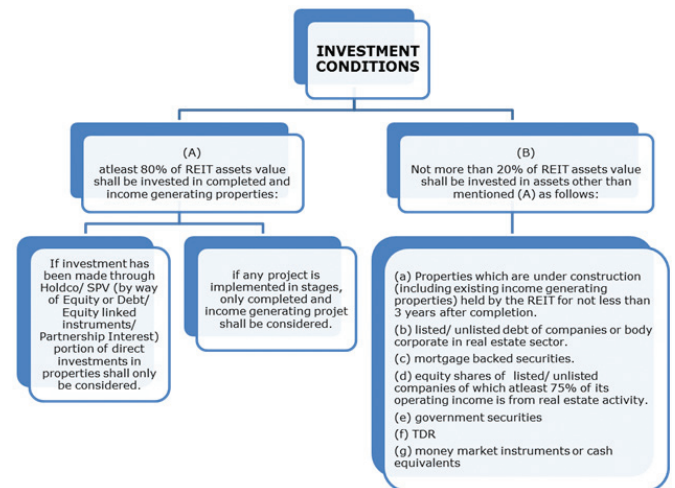 INVESTMENT
CONDITIONS
(A)
atleast 80% of REIT assets value
shall be invested in completed and
income generating properties:
(B)
Not more than 20% of REIT assets value
shall be invested in assets other than
mentioned (A) as follows:
If investment has
been made through
Holdco/ SPV (by way
of Equity or Debt/
Equity linked
instruments/
Partnership Interest)
portion of direct
investments in
properties shall only
be considered.
if any project is
implemented in stages,
only completed and
income generating projet
shall be considered.
(a) Properties which are under construction
(including existing income generating
properties) held by the REIT for not less than
3 years after completion.
(b) listed/ unlisted debt of companies or body
corporate in real estate sector.
(c) mortgage backed securities.
(d) equity shares of listed/ unlisted
companies of which atleast 75% of its
operating income is from real estate activity.
(e) government securities
(f) TDR
(g) money market instruments or cash
equivalents